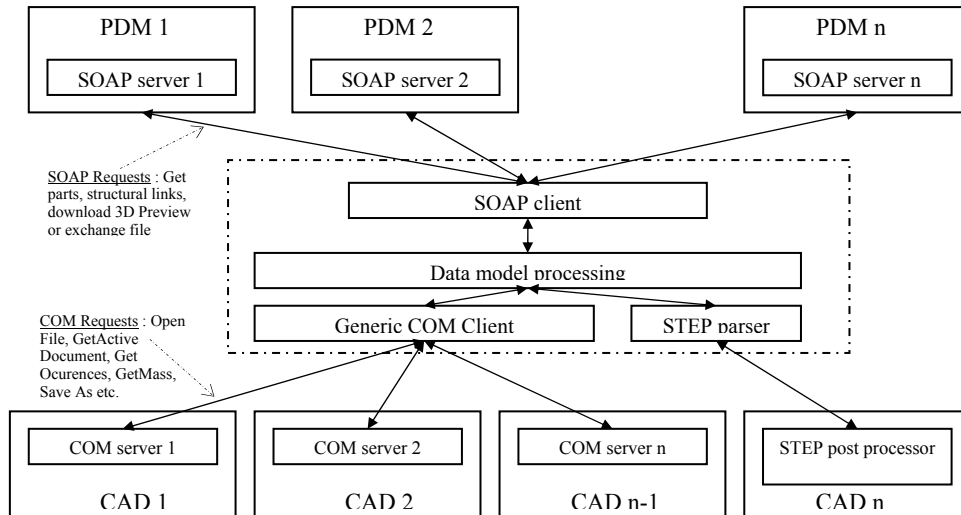 PDM 1
SOAP server 1
PDM 2
SOAP server 2
PDM n
SOAP server n
SOAP Requests : Get
parts, structural links,
download 3D Preview
or exchange file
SOAP client
Data model processing
Generic COM Client
STEP parser
COM Requests : Open
File, GetActive
Document, Get
Ocurences, GetMass,
Save As etc.
COM server 1
CAD 1
COM server 2
CAD 2
COM server n
CAD n-1
STEP post processor
CAD n